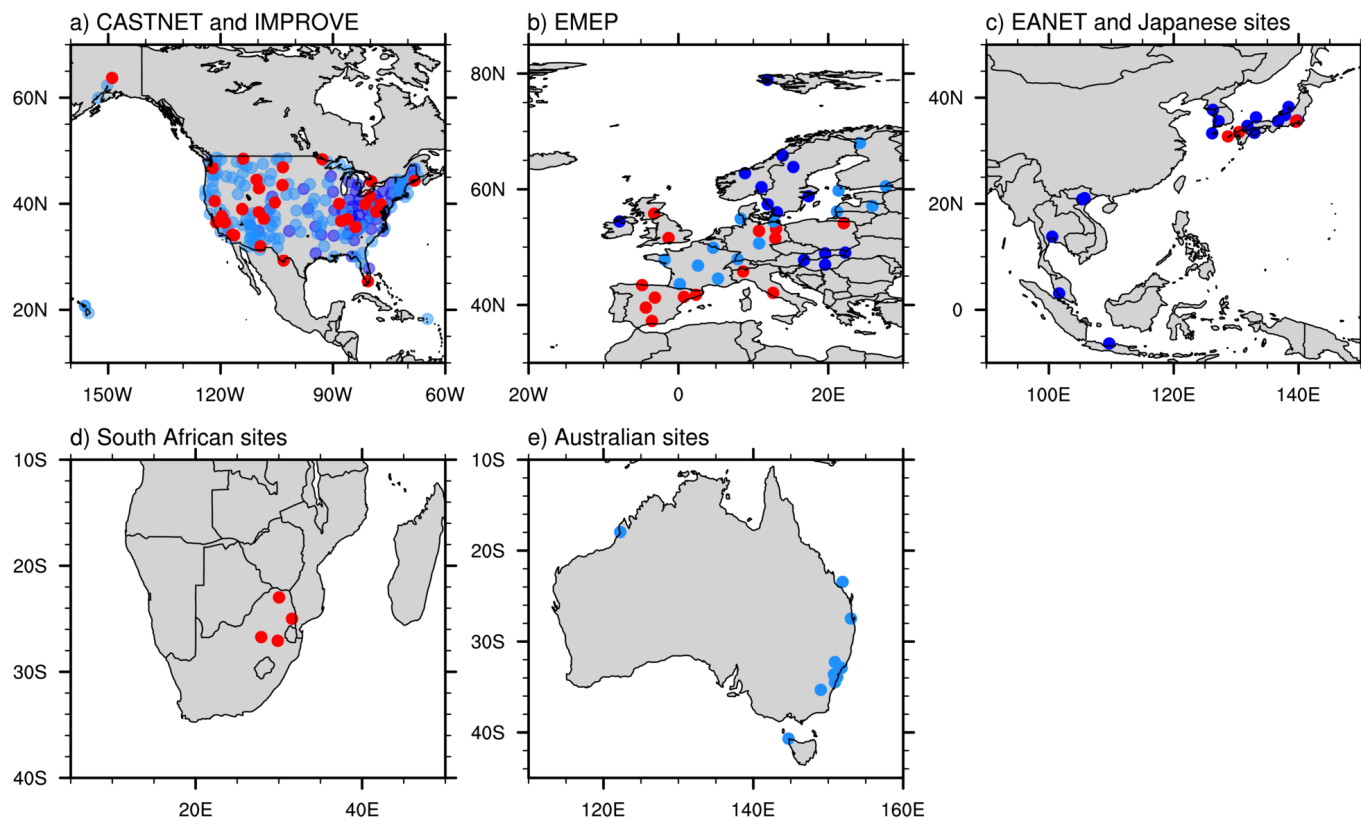 a) CASTNET and IMPROVE
60N
40N
20N
150W 120W 90W 60W
b) EMEP
80N
60N
40N
20W 0 20E
c) EANET and Japanese sites
40N
20N
0
100E 120E 140E
d) South African sites
10S
20S
30S
40S
20E 40E
e) Australian sites
10S
20S
30S
40S
120E 140E 160E